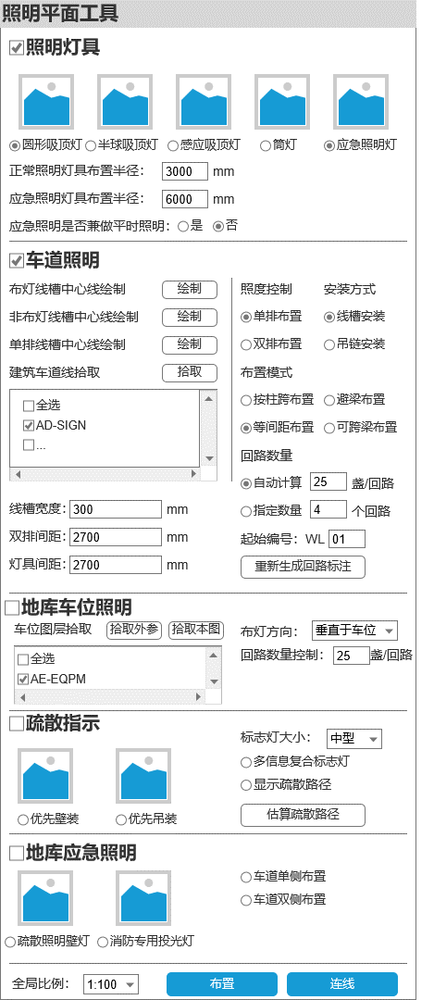 照明平面工具
照明灯具
圆形吸顶灯 半球吸顶灯 感应吸顶灯 筒灯 应急照明灯
正常照明灯具布置半径： 3000 mm
应急照明灯具布置半径： 6000 mm
应急照明是否兼做平时照明： 是 否
车道照明
布灯线槽中心线绘制 绘制
非布灯线槽中心线绘制 绘制
单排线槽中心线绘制 绘制
建筑车道线拾取 拾取
全选
AD-SIGN
...
线槽宽度： 300 mm
双排间距： 2700 mm
灯具间距： 2700 mm
照度控制 安装方式
单排布置 线槽安装
双排布置 吊链安装
布置模式
按柱跨布置 避梁布置
等间距布置 可跨梁布置
回路数量
自动计算 25 盏/回路
指定数量 4 个回路
起始编号： WL 01
重新生成回路标注
地库车位照明
车位图层拾取 拾取外参 拾取本图
全选
AE-EQPM
布灯方向： 垂直于车位
回路数量控制： 25 盏/回路
疏散指示
优先壁装 优先吊装
标志灯大小： 中型
多信息复合标志灯
显示疏散路径
估算疏散路径
地库应急照明
疏散照明壁灯 消防专用投光灯
车道单侧布置
车道双侧布置
全局比例： 1:100 布置 连线